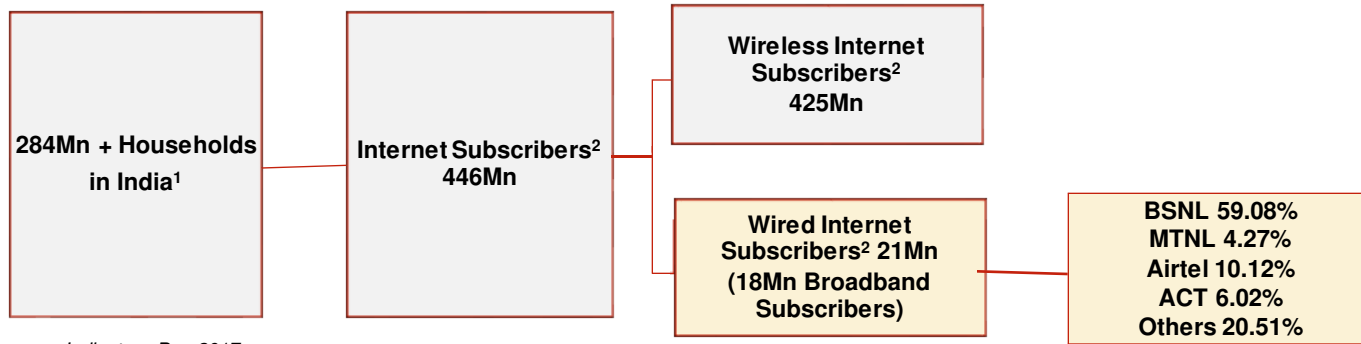 284Mn + Households
in India¹
Internet Subscribers²
446Mn
Wireless Internet
Subscribers²
425Mn
Wired Internet
Subscribers² 21Mn
(18Mn Broadband
Subscribers)
BSNL 59.08%
MTNL 4.27%
Airtel 10.12%
ACT 6.02%
Others 20.51%